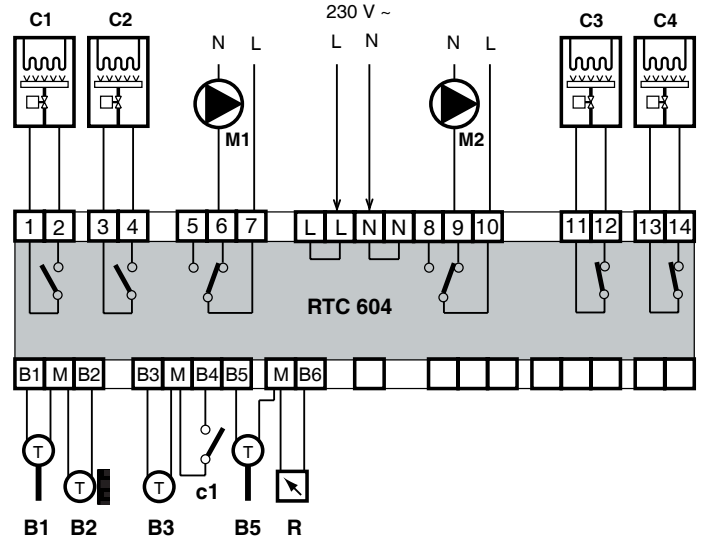 230 V ~
C1 C2 C3 C4
N L L N N L
M1 M2
1 2 3 4 5 6 7 L L N N 8 9 10 11 12 13 14
RTC 604
B1 M B2 B3 M B4 B5 M B6
T T T T
c1
B1 B2 B3 B5 R